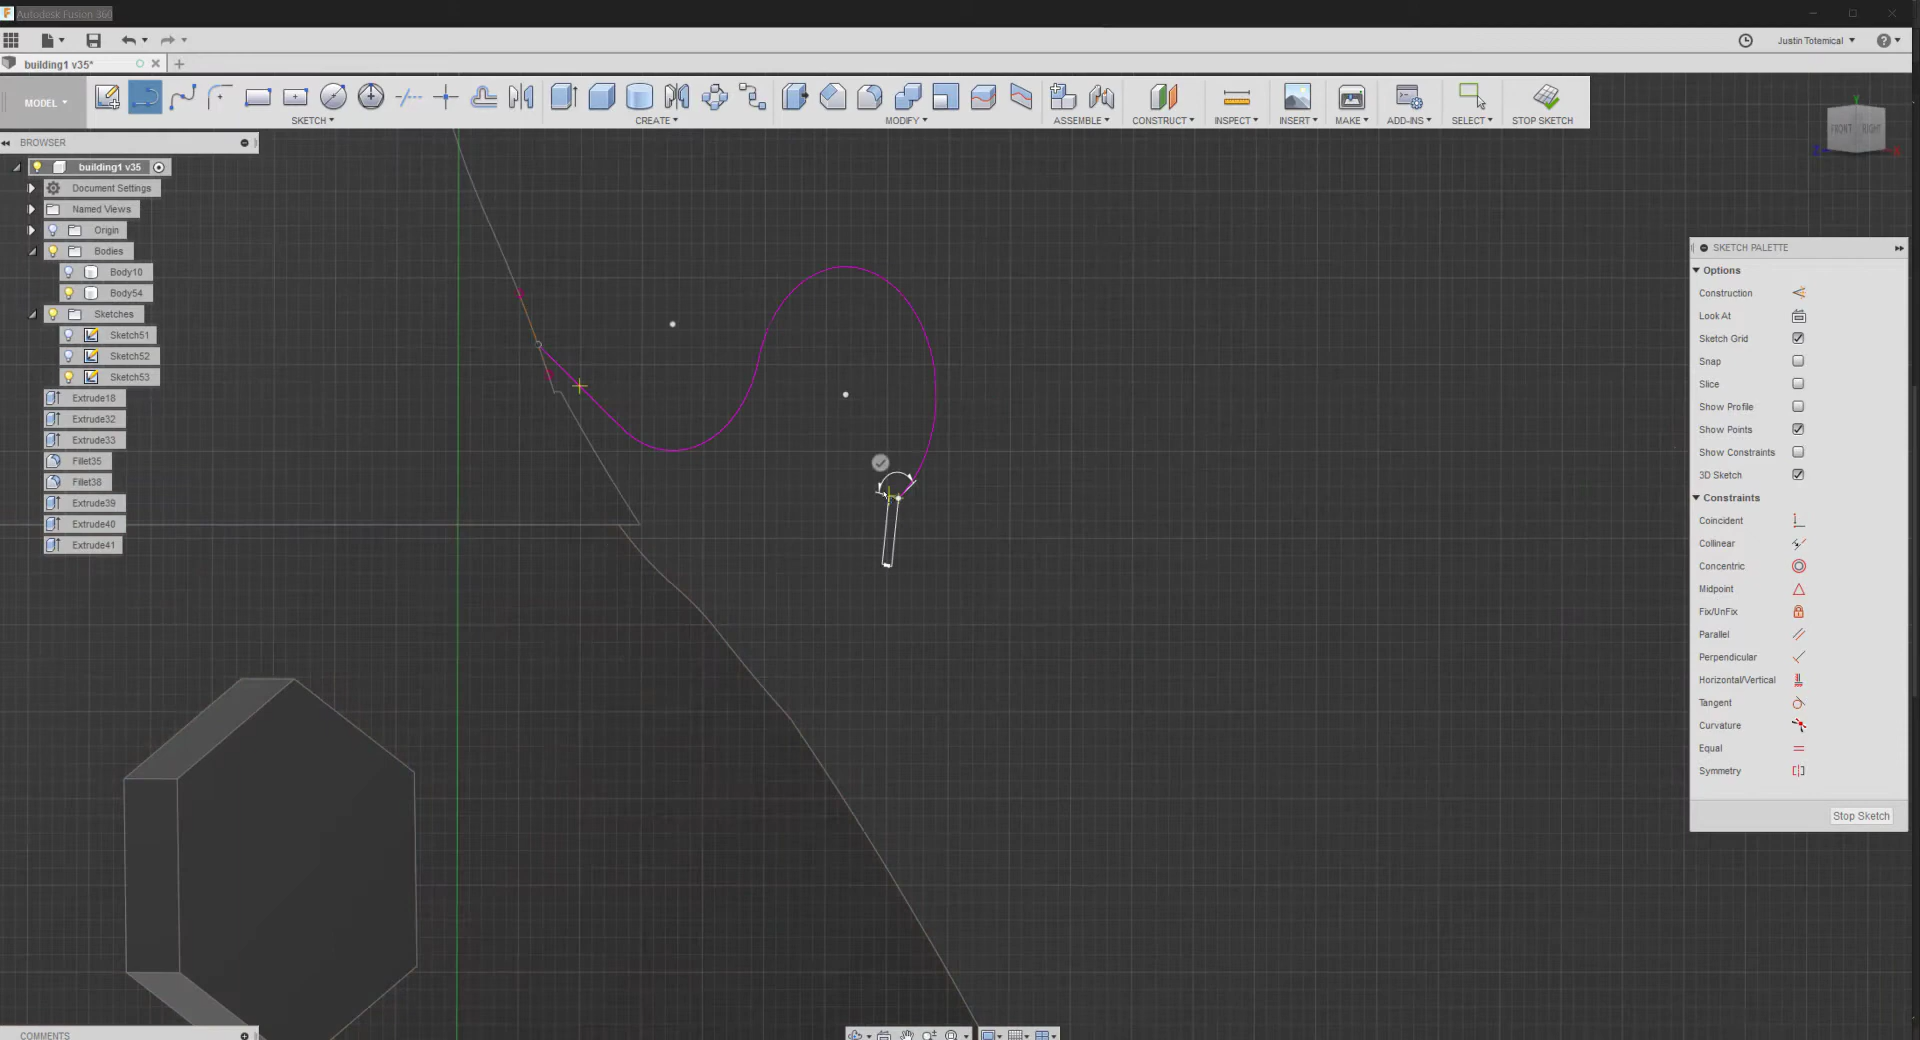 Autodesk Fusion 360
Justin Totemical
building1 v35*
MODEL
SKETCH
CREATE
MODIFY
ASSEMBLE
CONSTRUCT
INSPECT
INSERT
MAKE
ADD-INS
SELECT
STOP SKETCH
FRONT
RIGHT
Y
BROWSER
building1 v35
Document Settings
Named Views
Origin
Bodies
Body10
Body54
Sketches
Sketch51
Sketch52
Sketch53
Extrude18
Extrude32
Extrude33
Fillet35
Fillet38
Extrude39
Extrude40
Extrude41
SKETCH PALETTE
Options
Construction
Look At
Sketch Grid
Snap
Slice
Show Profile
Show Points
Show Constraints
3D Sketch
Constraints
Coincident
Collinear
Concentric
Midpoint
Fix/UnFix
Parallel
Perpendicular
Horizontal/Vertical
Tangent
Curvature
Equal
Symmetry
Stop Sketch
COMMENTS